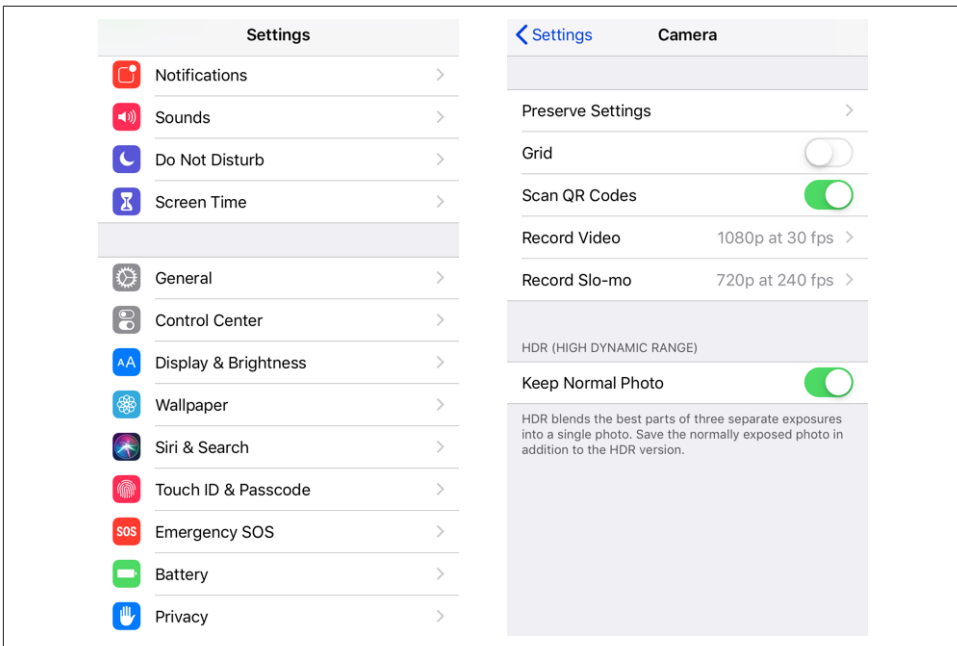 Settings
Notifications
Sounds
Do Not Disturb
Screen Time
General
Control Center
AA Display & Brightness
Wallpaper
Siri & Search
Touch ID & Passcode
SOS Emergency SOS
Battery
Privacy
Settings Camera
Preserve Settings
Grid
Scan QR Codes
Record Video 1080p at 30 fps
Record Slo-mo 720p at 240 fps
HDR (HIGH DYNAMIC RANGE)
Keep Normal Photo
HDR blends the best parts of three separate exposures
into a single photo. Save the normally exposed photo in
addition to the HDR version.